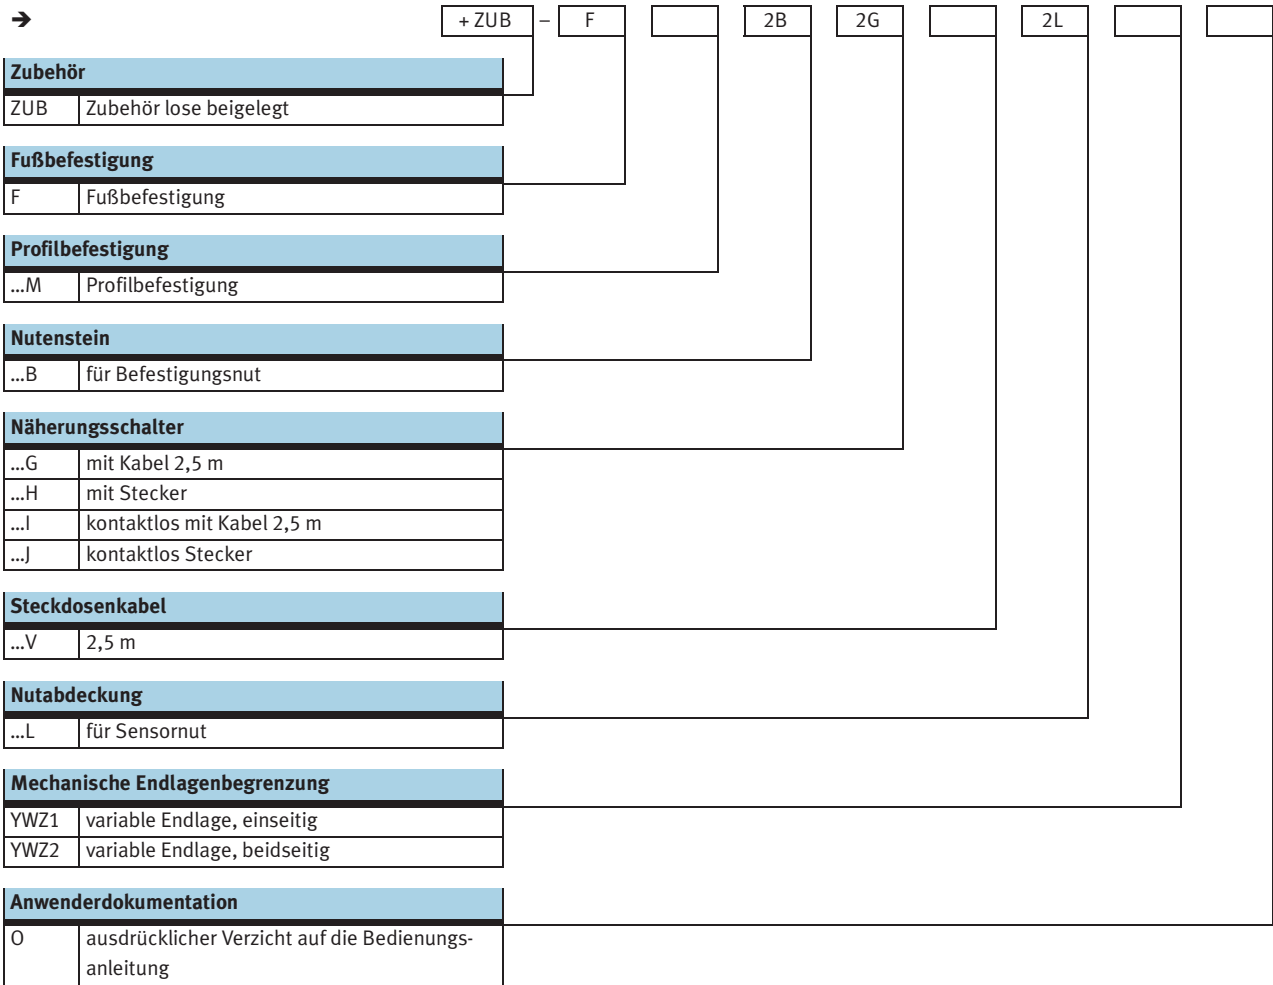 ➔ + ZUB – F 2B 2G 2L
Zubehör
ZUB Zubehör lose beigelegt
Fußbefestigung
F Fußbefestigung
Profilbefestigung
...M Profilbefestigung
Nutenstein
...B für Befestigungsnut
Näherungsschalter
...G mit Kabel 2,5 m
...H mit Stecker
...I kontaktlos mit Kabel 2,5 m
...J kontaktlos Stecker
Steckdosenkabel
...V 2,5 m
Nutabdeckung
...L für Sensornut
Mechanische Endlagenbegrenzung
YWZ1 variable Endlage, einseitig
YWZ2 variable Endlage, beidseitig
Anwenderdokumentation
O ausdrücklicher Verzicht auf die Bedienungs-
anleitung